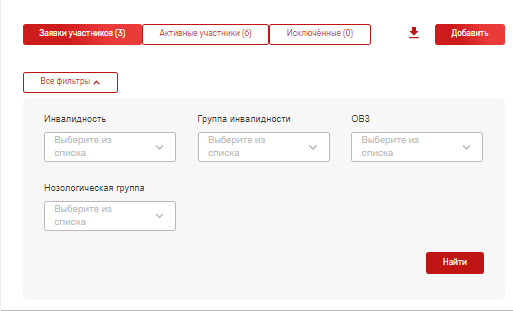 Заявки участников (3) Активные участники (6) Исключённые (0) Добавить
Все фильтры
Инвалидность Группа инвалидности ОВЗ
Выберите из списка Выберите из списка Выберите из списка
Нозологическая группа
Выберите из списка
Найти